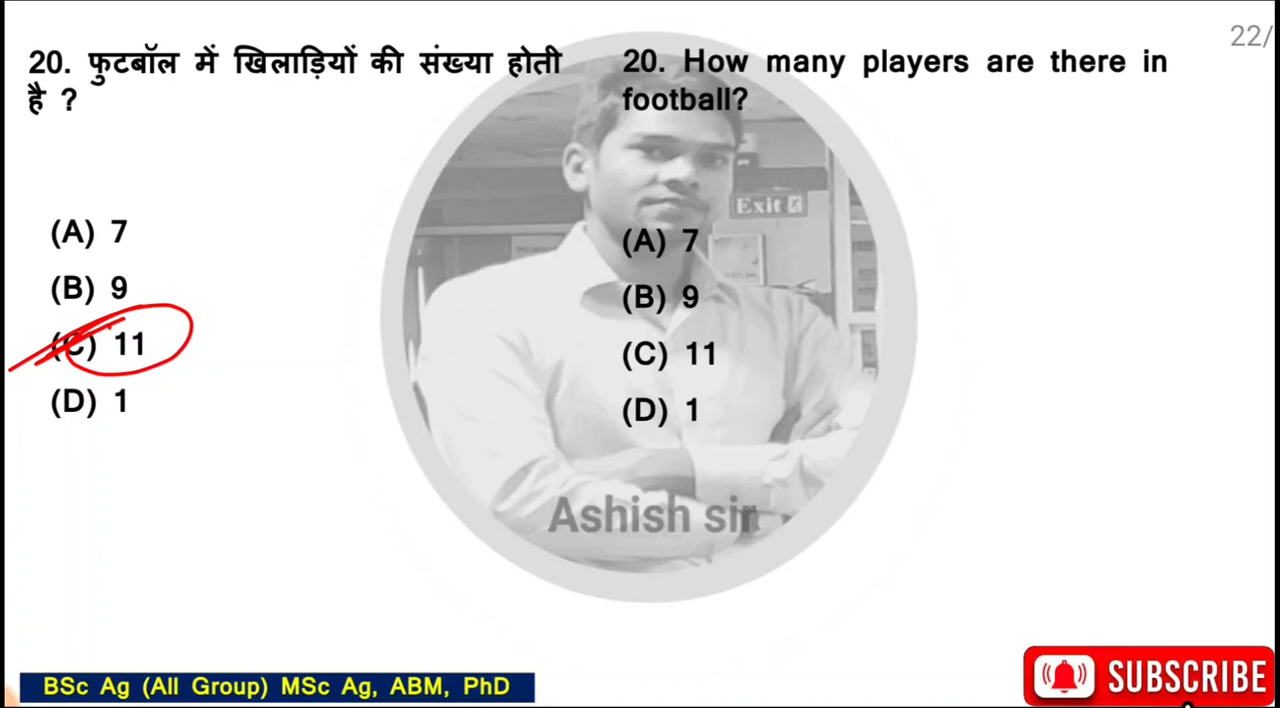 22/
20. फुटबॉल में खिलाड़ियों की संख्या होती
है ?
(A) 7
(B) 9
(C) 11
(D) 1
20. How many players are there in
football?
Exit
(A) 7
(B) 9
(C) 11
(D) 1
Ashish sir
BSc Ag (All Group) MSc Ag, ABM, PhD
SUBSCRIBE